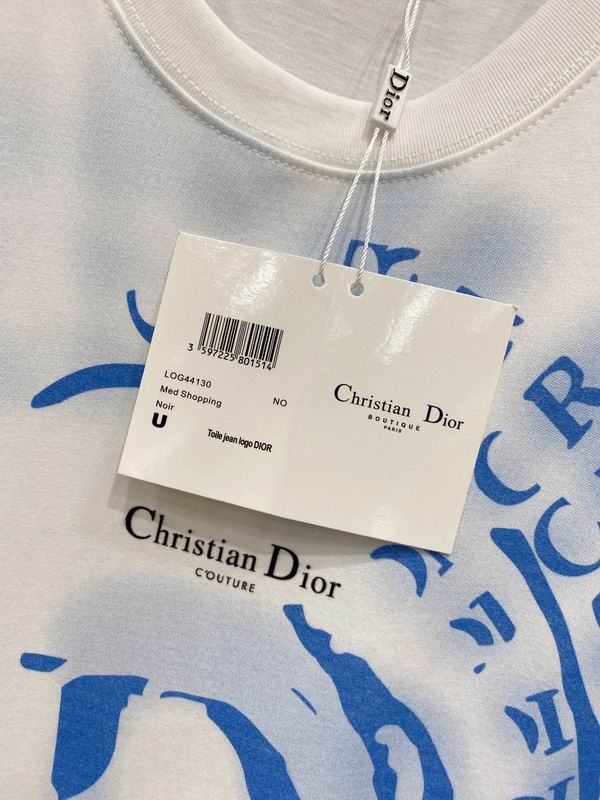 Dior
3 597225 801514
LOG44130
Med Shopping NO
Noir
U
Toile jean logo DIOR
Christian Dior
BOUTIQUE
PARIS
Christian Dior
C'OUTURE